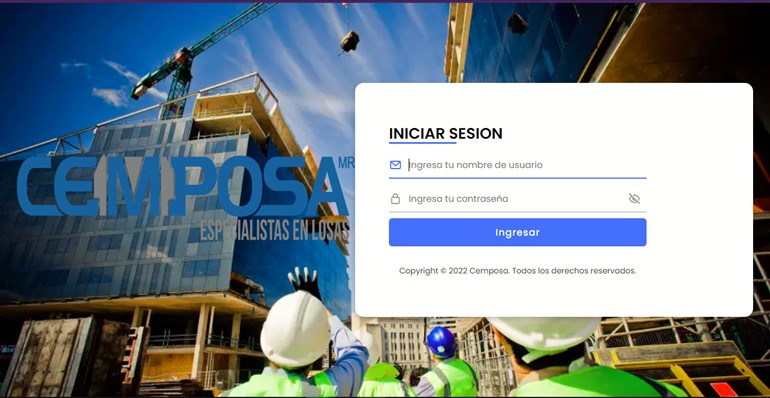 CEMPOSA MR
ESPECIALISTAS EN LOSAS
INICIAR SESION
Ingresa tu nombre de usuario
Ingresa tu contraseña
Ingresar
Copyright © 2022 Cemposa. Todos los derechos reservados.